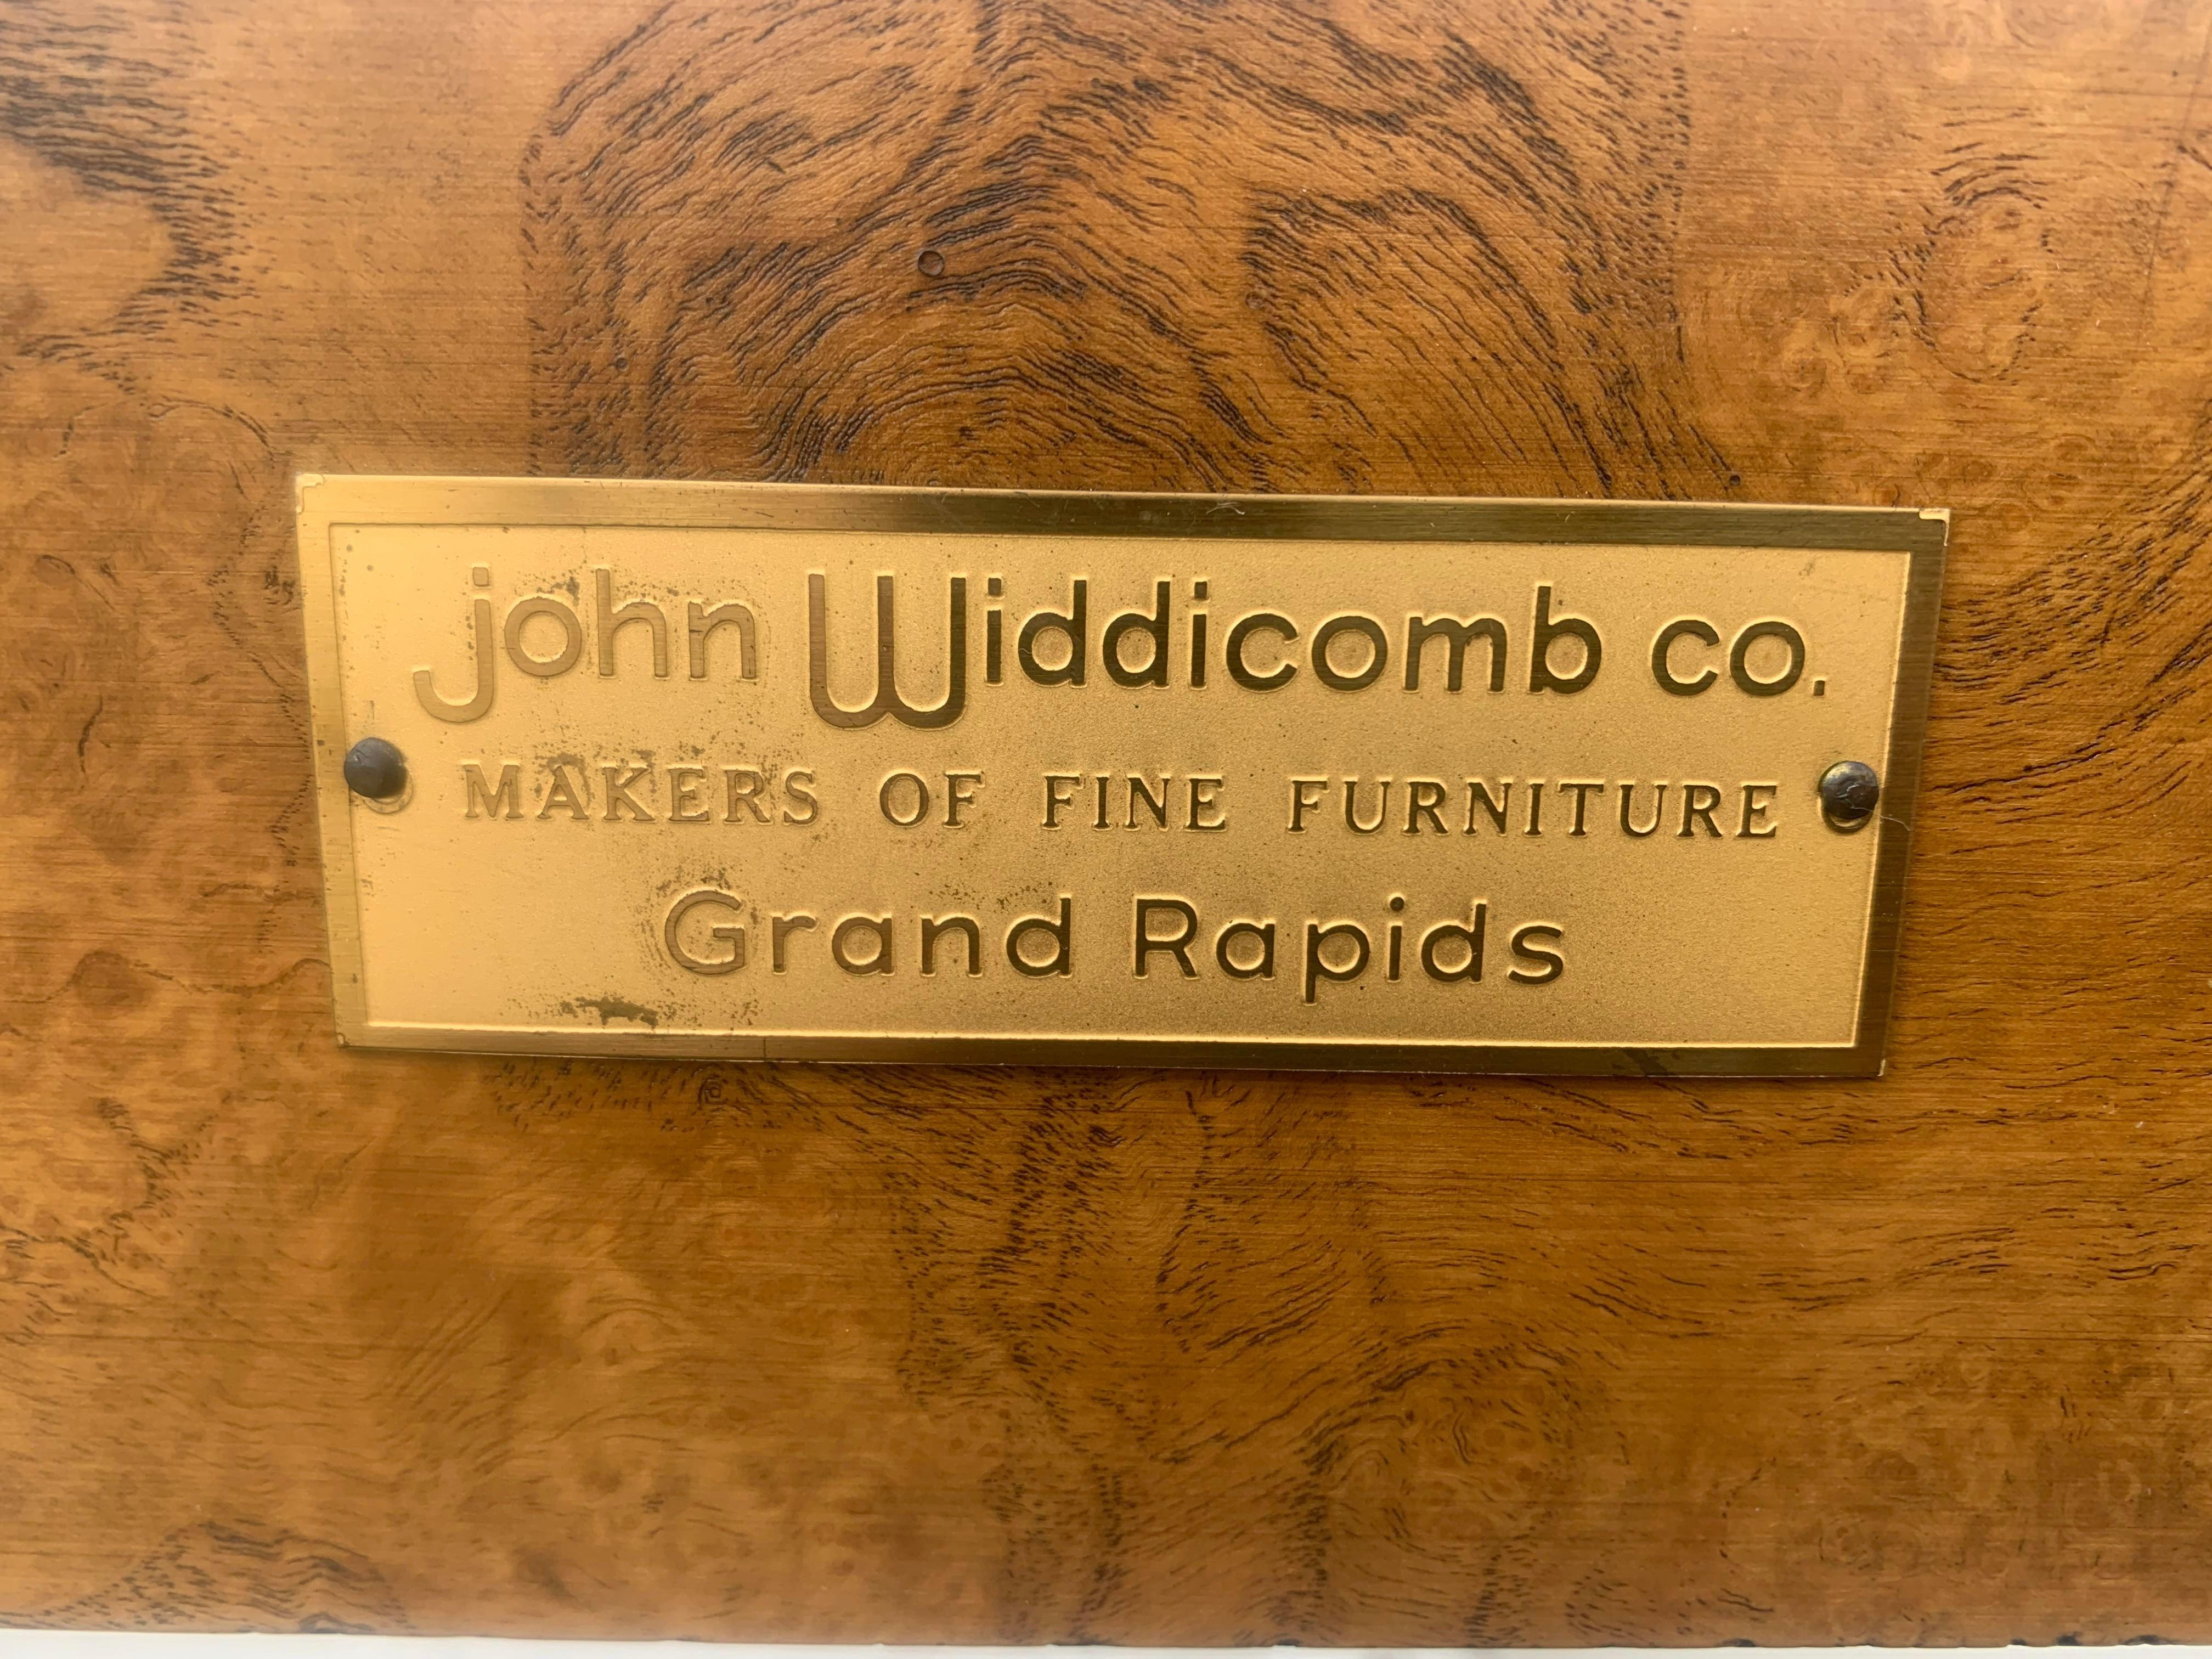 john Widdicomb co.
MAKERS OF FINE FURNITURE
Grand Rapids